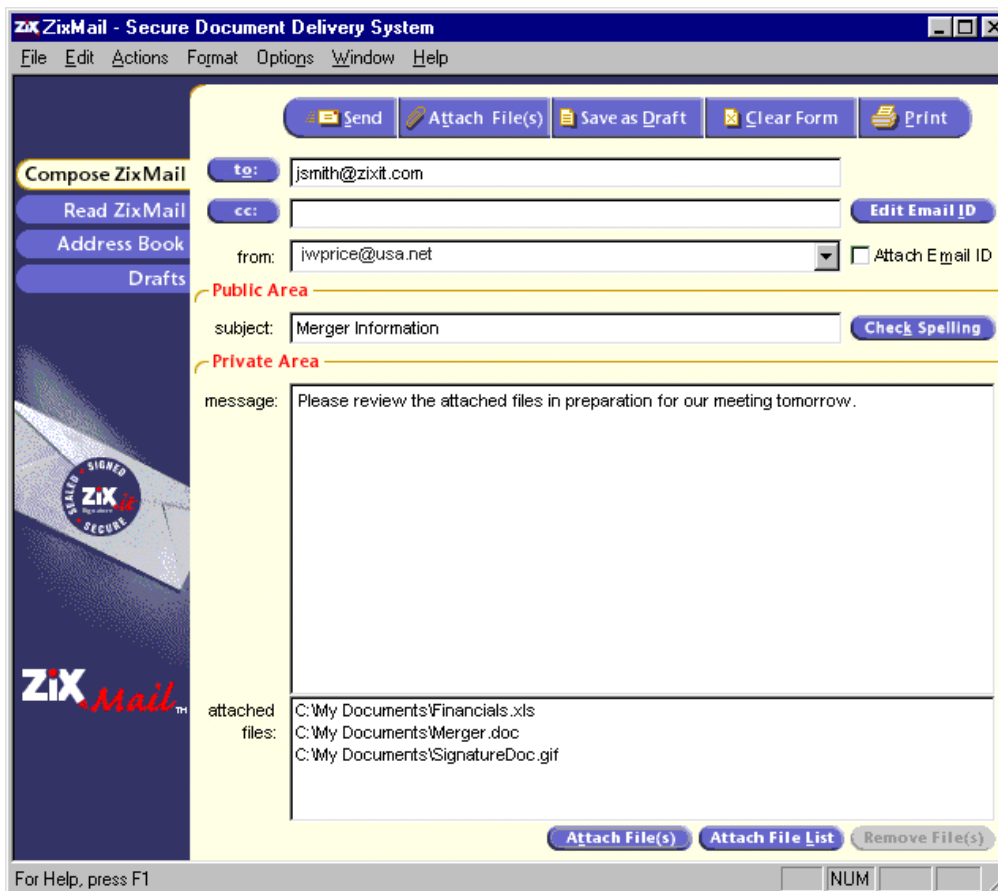 ZixMail - Secure Document Delivery System
File Edit Actions Format Options Window Help
Send Attach File(s) Save as Draft Clear Form Print
Compose ZixMail
Read ZixMail
Address Book
Drafts
to: jsmith@zixit.com
cc: Edit Email ID
from: jwprice@usa.net Attach Email ID
Public Area
subject: Merger Information Check Spelling
Private Area
message: Please review the attached files in preparation for our meeting tomorrow.
SEALED SIGNED SECURE
ZiXit
Signature
ZiXMail TM
attached files:
C:\My Documents\Financials.xls
C:\My Documents\Merger.doc
C:\My Documents\SignatureDoc.gif
Attach File(s) Attach File List Remove File(s)
For Help, press F1 NUM